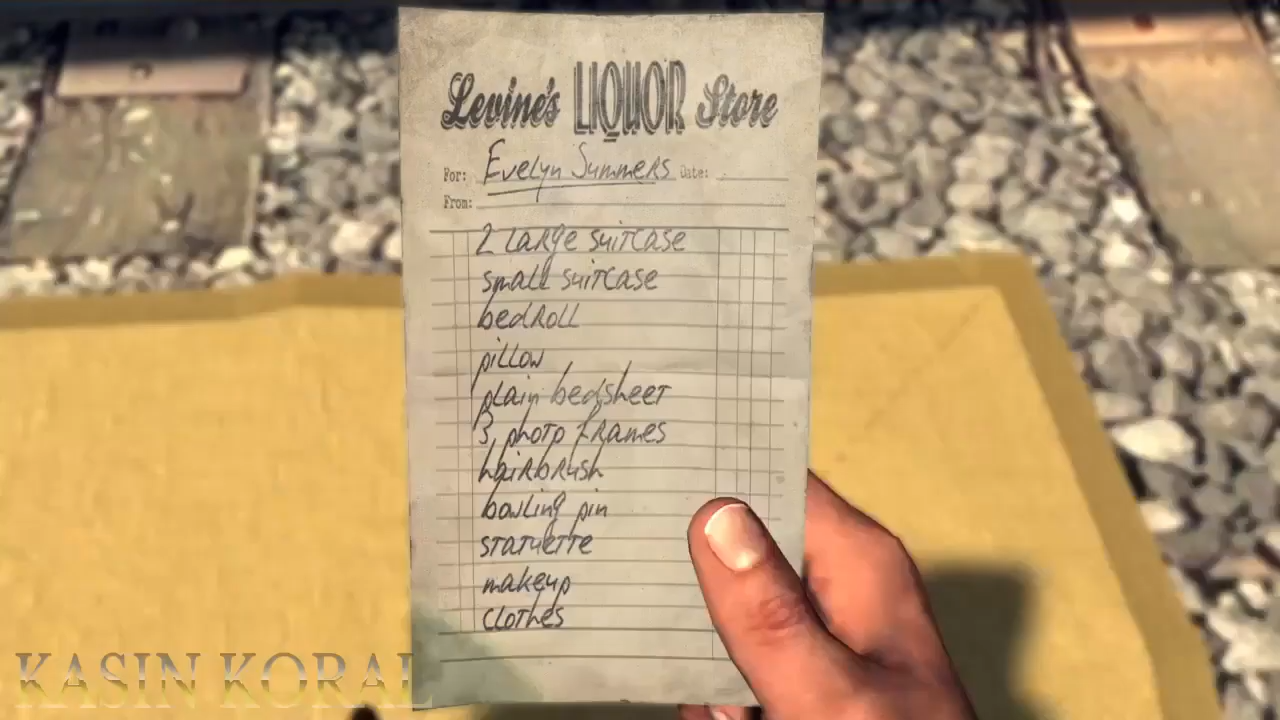 Levine's LIQUOR Store
For: Evelyn Summers Date:
From:
2 large suitcase
small suitcase
bedroll
pillow
plain bedsheet
3 photo frames
hairbrush
bowling pin
statuette
makeup
clothes
KASIN KORAL